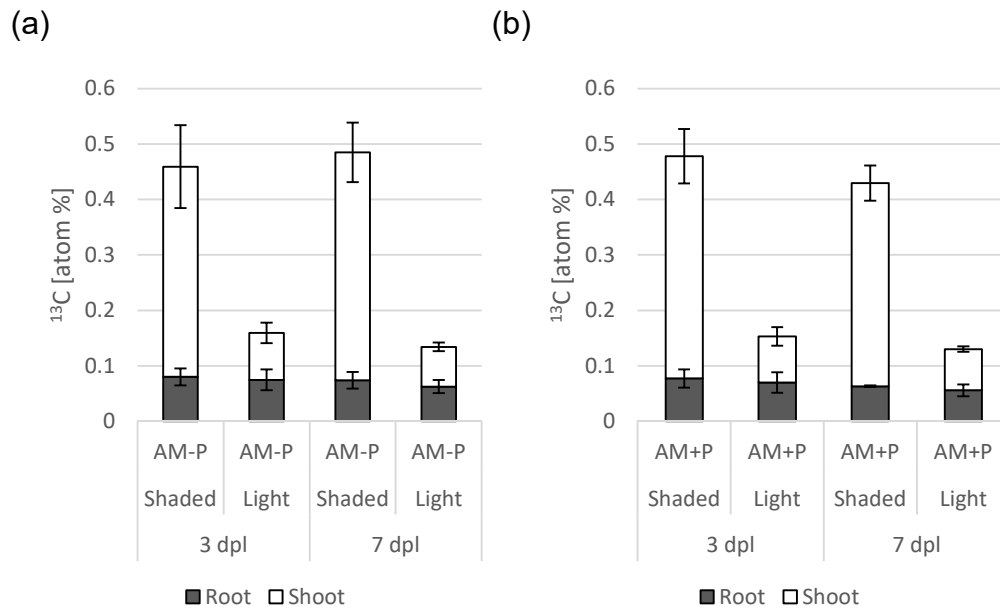 (a)
0.6
0.5
0.4
0.3
0.2
0.1
0
¹³C [atom %]
AM-P AM-P AM-P AM-P
Shaded Light Shaded Light
3 dpl 7 dpl
Root Shoot
(b)
0.6
0.5
0.4
0.3
0.2
0.1
0
¹³C [atom %]
AM+P AM+P AM+P AM+P
Shaded Light Shaded Light
3 dpl 7 dpl
Root Shoot